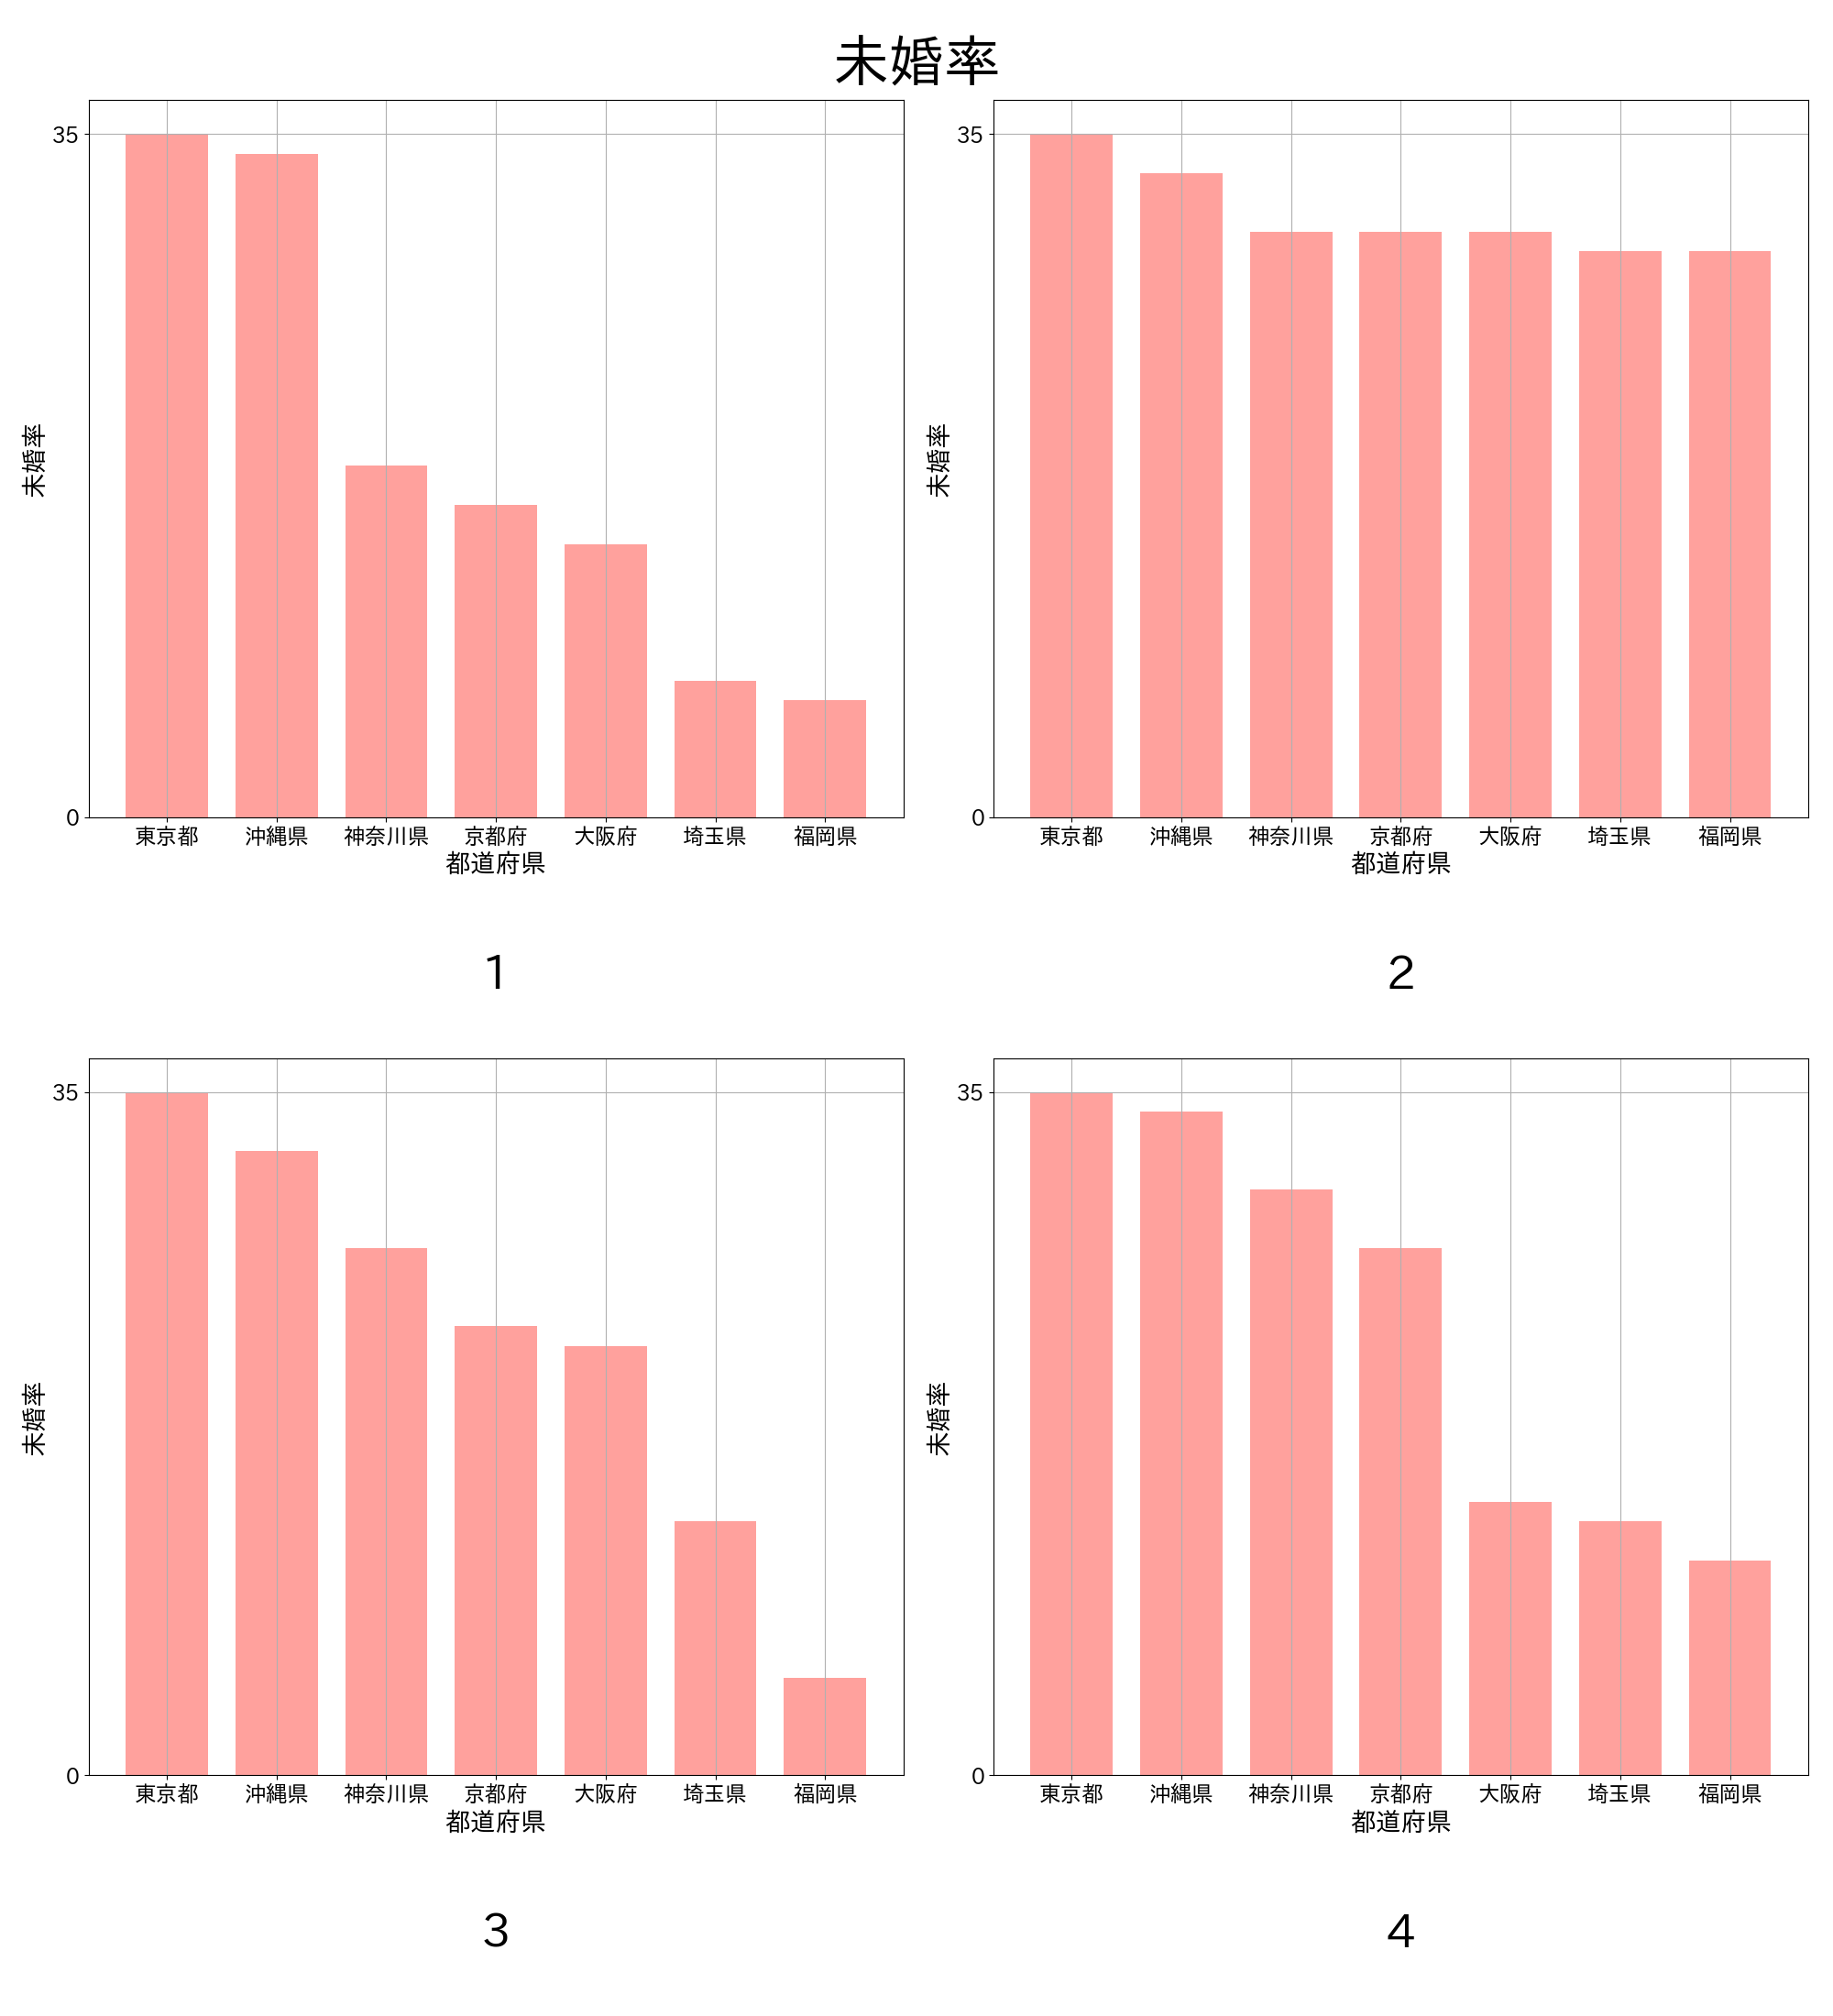 未婚率
35
0
未婚率
東京都 沖縄県 神奈川県 京都府 大阪府 埼玉県 福岡県
都道府県
1
35
0
未婚率
東京都 沖縄県 神奈川県 京都府 大阪府 埼玉県 福岡県
都道府県
2
35
0
未婚率
東京都 沖縄県 神奈川県 京都府 大阪府 埼玉県 福岡県
都道府県
3
35
0
未婚率
東京都 沖縄県 神奈川県 京都府 大阪府 埼玉県 福岡県
都道府県
4